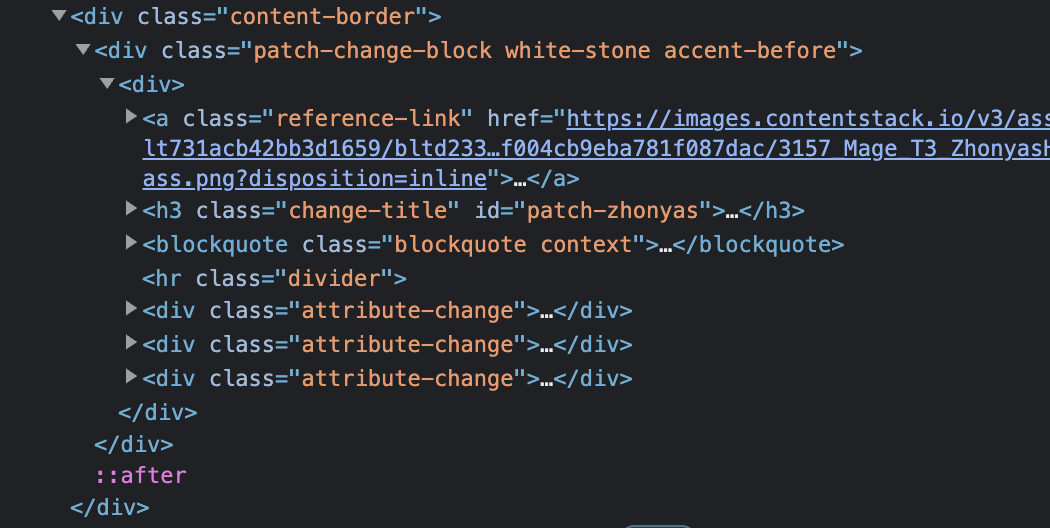 ▼<div class="content-border">
▼<div class="patch-change-block white-stone accent-before">
▼<div>
▶<a class="reference-link" href="https://images.contentstack.io/v3/ass
lt731acb42bb3d1659/bltd233…f004cb9eba781f087dac/3157_Mage_T3_ZhonyasH
ass.png?disposition=inline">…</a>
▶<h3 class="change-title" id="patch-zhonyas">…</h3>
▶<blockquote class="blockquote context">…</blockquote>
<hr class="divider">
▶<div class="attribute-change">…</div>
▶<div class="attribute-change">…</div>
▶<div class="attribute-change">…</div>
</div>
</div>
::after
</div>